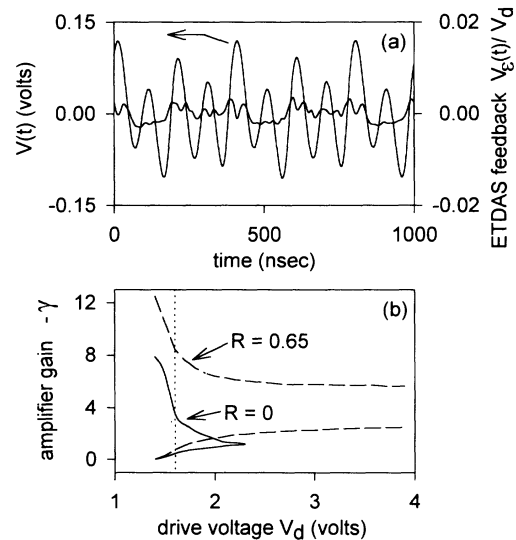 0.15
0.00
-0.15
V(t) (volts)
(a)
0.02
0.00
-0.02
ETDAS feedback Vε(t)/ Vd
0
500
1000
time (nsec)
12
8
4
0
amplifier gain - γ
(b)
R = 0.65
R = 0
1
2
3
4
drive voltage Vd (volts)